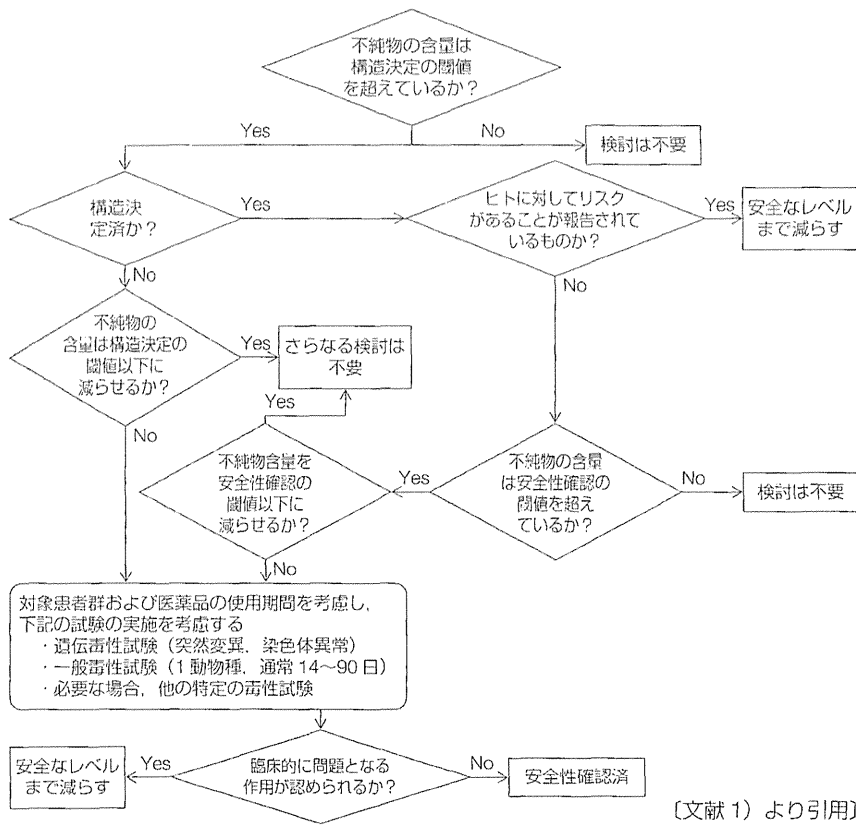 不純物の含量は
構造決定の閾値
を超えているか？
Yes
No
検討は不要
構造決
定済か？
Yes
ヒトに対してリスク
があることが報告されて
いるものか？
Yes
安全なレベル
まで減らす
No
No
不純物の
含量は構造決定の
閾値以下に
減らせるか？
Yes
さらなる検討は
不要
Yes
No
不純物含量を
安全性確認の
閾値以下に
減らせるか？
Yes
不純物の含量
は安全性確認の
閾値を超え
ているか？
No
検討は不要
No
対象患者群および医薬品の使用期間を考慮し，
下記の試験の実施を考慮する
・遺伝毒性試験（突然変異，染色体異常）
・一般毒性試験（1動物種，通常14～90日）
・必要な場合，他の特定の毒性試験
安全なレベル
まで減らす
Yes
臨床的に問題となる
作用が認められるか？
No
安全性確認済
〔文献1）より引用〕